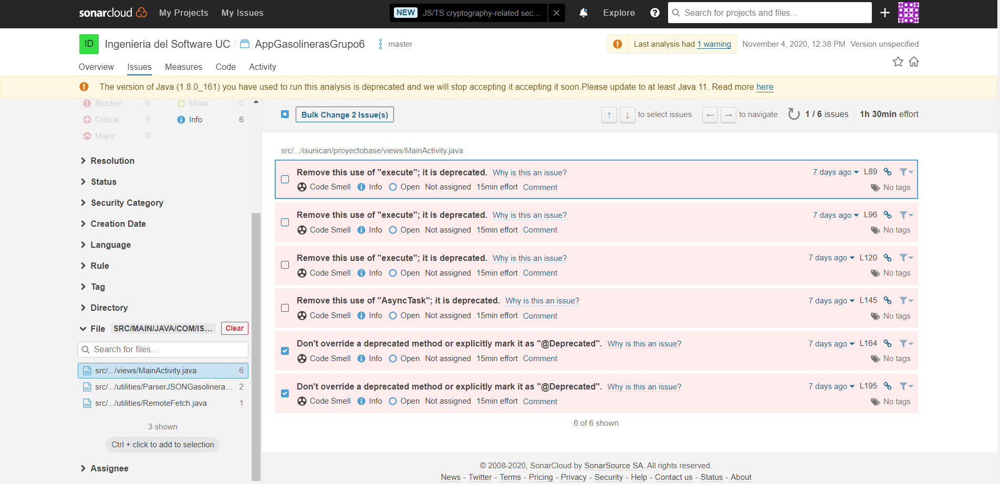 sonarcloud My Projects My Issues NEW JS/TS cryptography-related sec... Explore Search for projects and files...
ID Ingenieria del Software UC / AppGasolinerasGrupo6 master Last analysis had 1 warning November 4, 2020, 12:38 PM Version unspecified
Overview Issues Measures Code Activity
The version of Java (1.8.0_161) you have used to run this analysis is deprecated and we will stop accepting it accepting it soon.Please update to at least Java 11. Read more here
Blocker 0 Minor 0
Critical 0 Info 6
Major 0
Resolution
Status
Security Category
Creation Date
Language
Rule
Tag
Directory
File SRC/MAIN/JAVA/COM/IS... Clear
Search for files...
src/.../views/MainActivity.java 6
src/.../utilities/ParserJSONGasolinera... 2
src/.../utilities/RemoteFetch.java 1
3 shown
Ctrl + click to add to selection
Assignee
Bulk Change 2 Issue(s) ↑ ↓ to select issues ← → to navigate 1 / 6 issues 1h 30min effort
src/.../isunican/proyectobase/views/MainActivity.java
Remove this use of "execute"; it is deprecated. Why is this an issue? 7 days ago L89
Code Smell Info Open Not assigned 15min effort Comment No tags
Remove this use of "execute"; it is deprecated. Why is this an issue? 7 days ago L96
Code Smell Info Open Not assigned 15min effort Comment No tags
Remove this use of "execute"; it is deprecated. Why is this an issue? 7 days ago L120
Code Smell Info Open Not assigned 15min effort Comment No tags
Remove this use of "AsyncTask"; it is deprecated. Why is this an issue? 7 days ago L145
Code Smell Info Open Not assigned 15min effort Comment No tags
Don't override a deprecated method or explicitly mark it as "@Deprecated". Why is this an issue? 7 days ago L164
Code Smell Info Open Not assigned 15min effort Comment No tags
Don't override a deprecated method or explicitly mark it as "@Deprecated". Why is this an issue? 7 days ago L195
Code Smell Info Open Not assigned 15min effort Comment No tags
6 of 6 shown
© 2008-2020, SonarCloud by SonarSource SA. All rights reserved.
News - Twitter - Terms - Pricing - Privacy - Security - Help - Contact us - Status - About